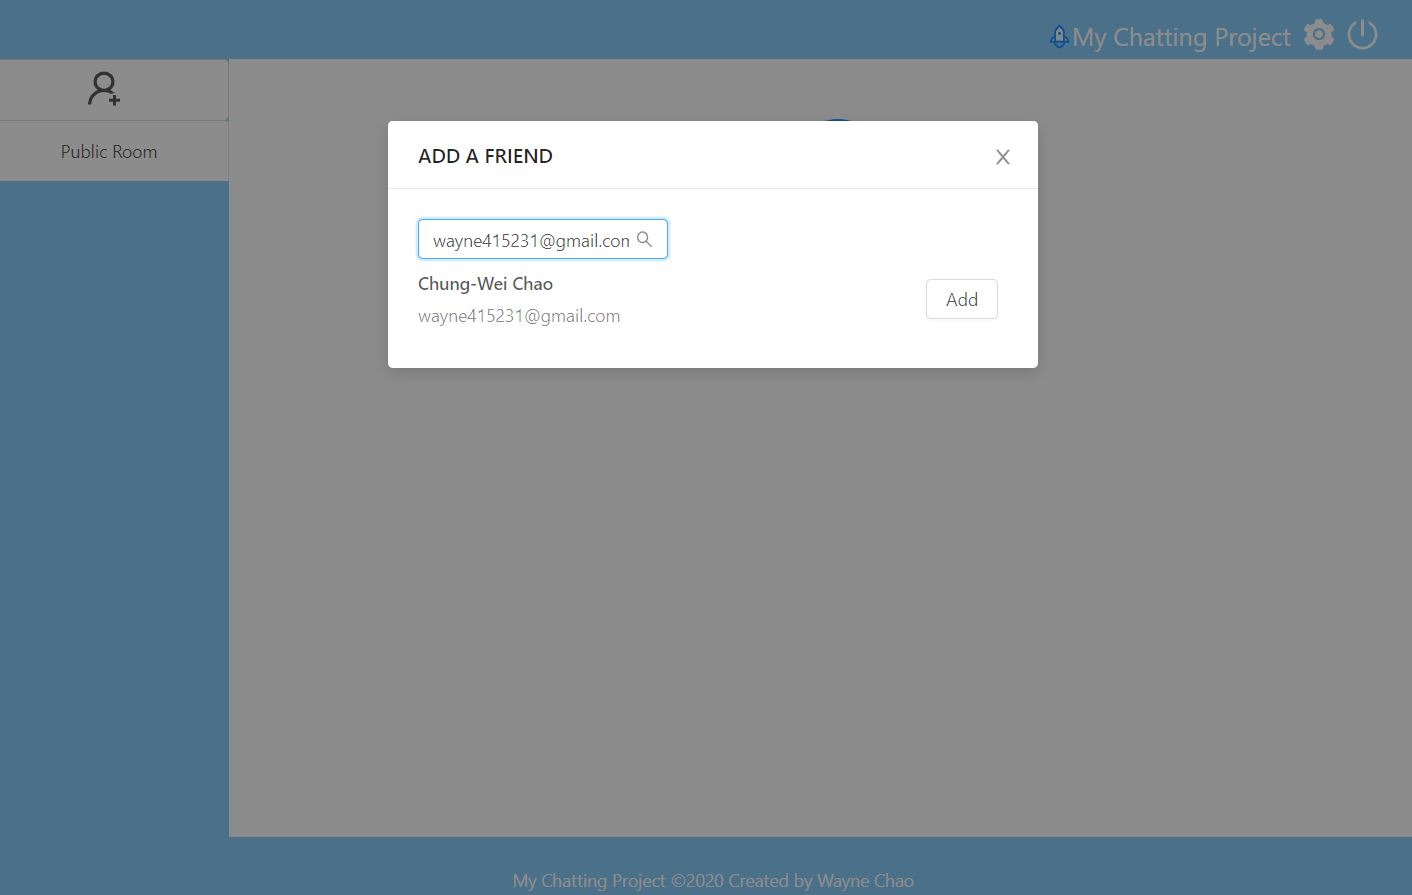 My Chatting Project
Public Room
ADD A FRIEND
wayne415231@gmail.con
Chung-Wei Chao
wayne415231@gmail.com
Add
My Chatting Project ©2020 Created by Wayne Chao